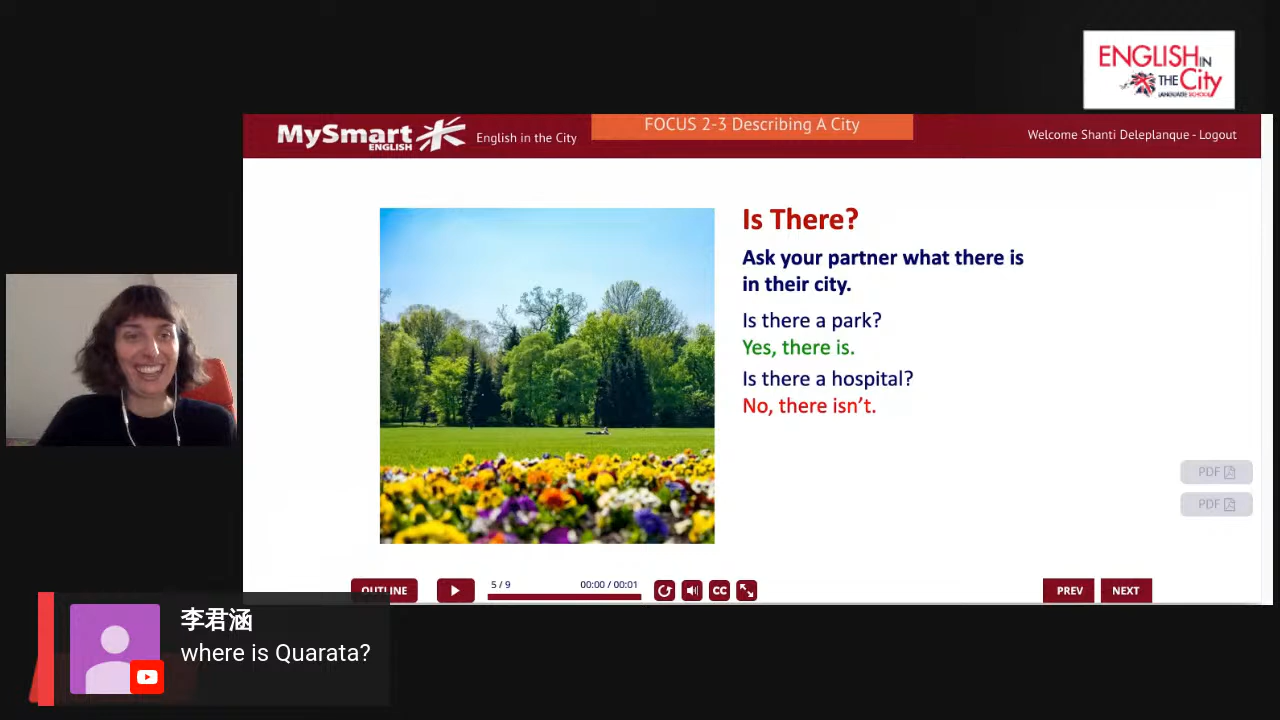 ENGLISH IN
THE City
LANGUAGE SCHOOL
MySmart
ENGLISH
English in the City
FOCUS 2-3 Describing A City
Welcome Shanti Deleplanque - Logout
Is There?
Ask your partner what there is
in their city.
Is there a park?
Yes, there is.
Is there a hospital?
No, there isn't.
PDF
PDF
OUTLINE
5 / 9
00:00 / 00:01
CC
PREV
NEXT
李君涵
where is Quarata?